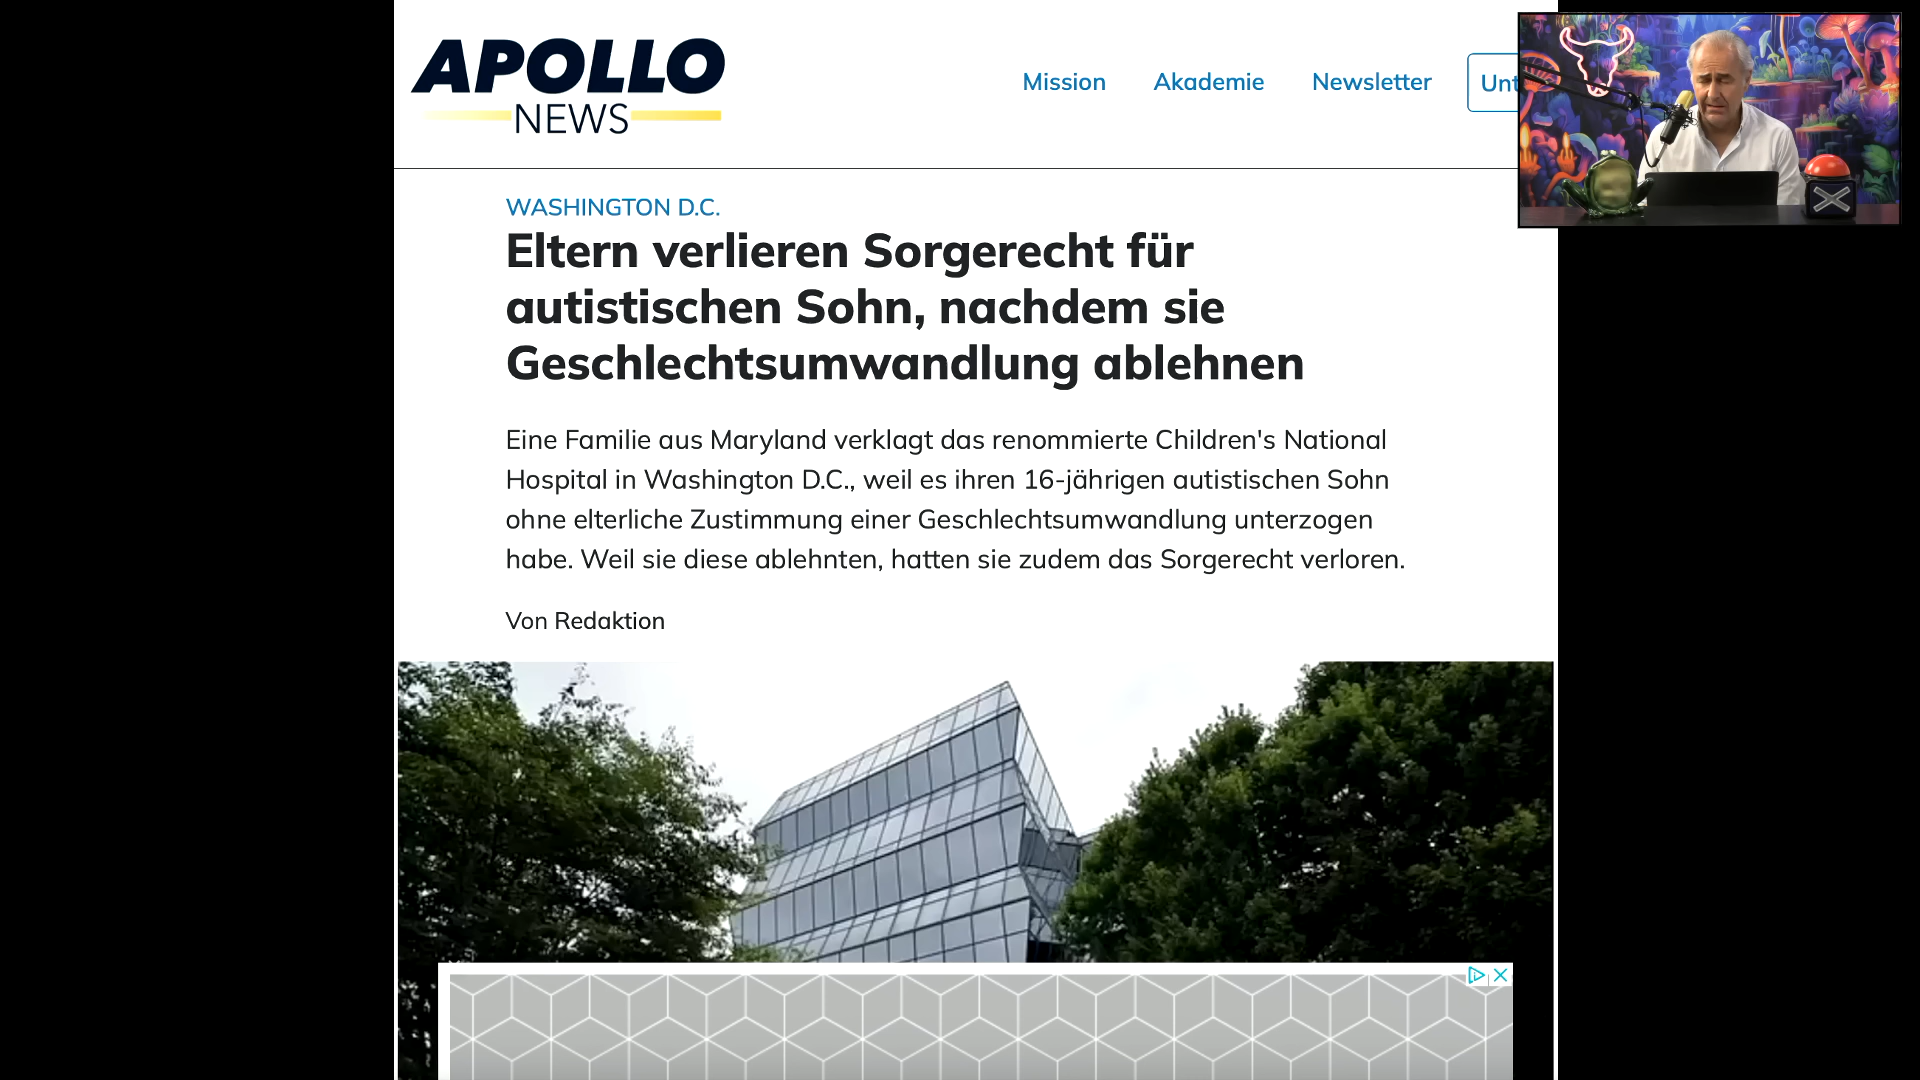 APOLLO
NEWS
Mission
Akademie
Newsletter
Unt
WASHINGTON D.C.
Eltern verlieren Sorgerecht für
autistischen Sohn, nachdem sie
Geschlechtsumwandlung ablehnen
Eine Familie aus Maryland verklagt das renommierte Children's National
Hospital in Washington D.C., weil es ihren 16-jährigen autistischen Sohn
ohne elterliche Zustimmung einer Geschlechtsumwandlung unterzogen
habe. Weil sie diese ablehnten, hatten sie zudem das Sorgerecht verloren.
Von Redaktion